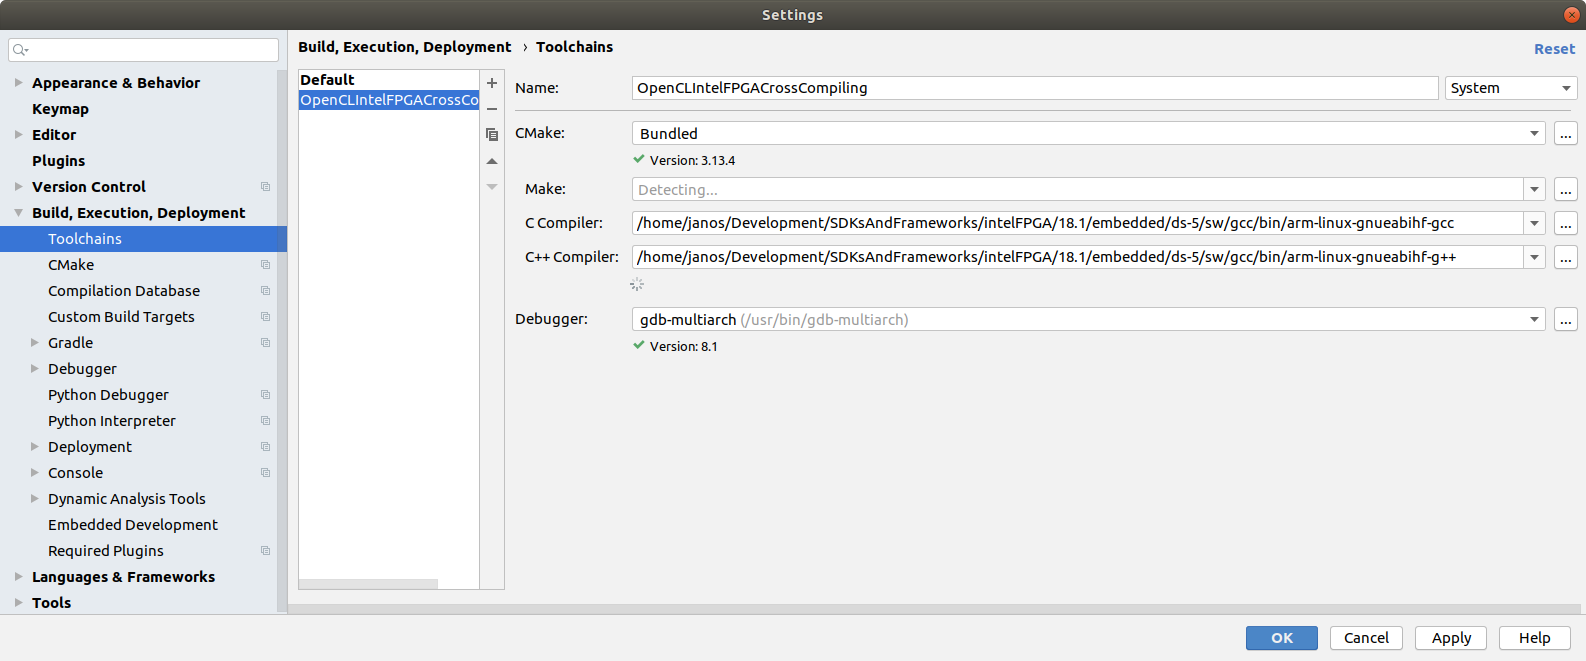 Settings
Build, Execution, Deployment › Toolchains
Reset
Appearance & Behavior
Keymap
Editor
Plugins
Version Control
Build, Execution, Deployment
Toolchains
CMake
Compilation Database
Custom Build Targets
Gradle
Debugger
Python Debugger
Python Interpreter
Deployment
Console
Dynamic Analysis Tools
Embedded Development
Required Plugins
Languages & Frameworks
Tools
Default
OpenCLIntelFPGACrossCo
Name: OpenCLIntelFPGACrossCompiling System
CMake: Bundled ...
Version: 3.13.4
Make: Detecting... ...
C Compiler: /home/janos/Development/SDKsAndFrameworks/intelFPGA/18.1/embedded/ds-5/sw/gcc/bin/arm-linux-gnueabihf-gcc ...
C++ Compiler: /home/janos/Development/SDKsAndFrameworks/intelFPGA/18.1/embedded/ds-5/sw/gcc/bin/arm-linux-gnueabihf-g++ ...
Debugger: gdb-multiarch (/usr/bin/gdb-multiarch) ...
Version: 8.1
OK Cancel Apply Help